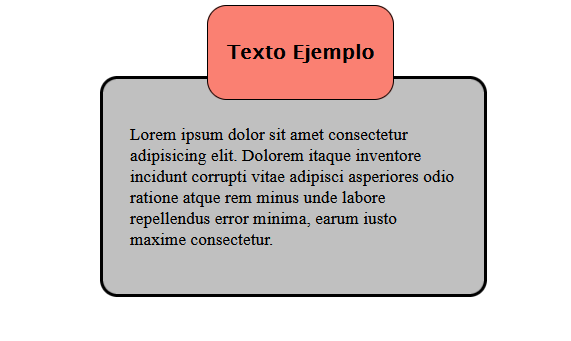 Texto Ejemplo
Lorem ipsum dolor sit amet consectetur
adipisicing elit. Dolorem itaque inventore
incidunt corrupti vitae adipisci asperiores odio
ratione atque rem minus unde labore
repellendus error minima, earum iusto
maxime consectetur.